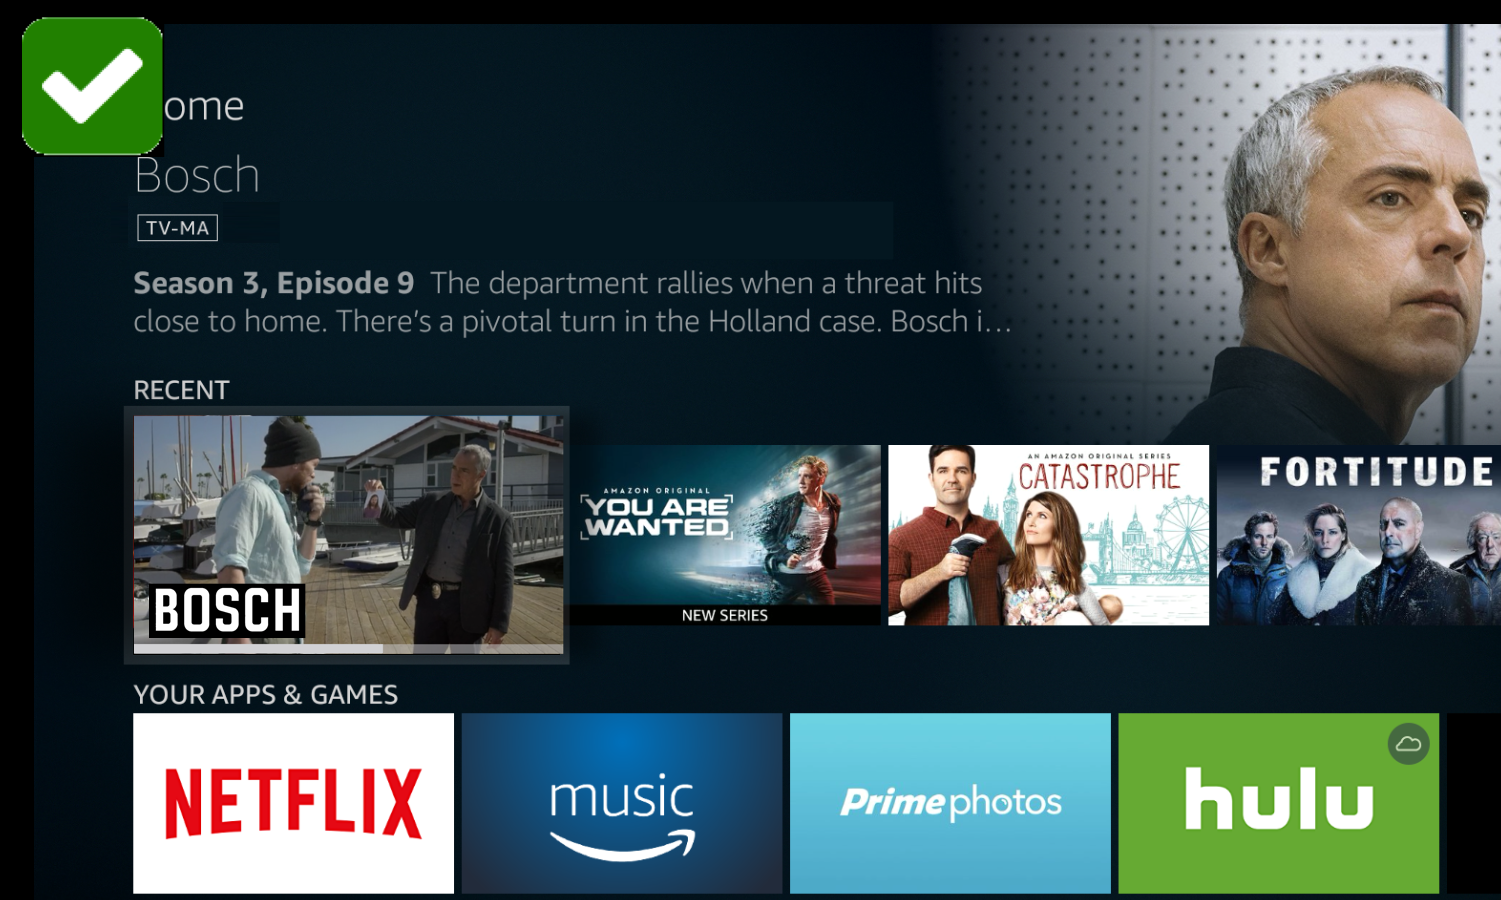 ome
Bosch
TV-MA
Season 3, Episode 9 The department rallies when a threat hits
close to home. There's a pivotal turn in the Holland case. Bosch i...
RECENT
BOSCH
AMAZON ORIGINAL
YOU ARE
WANTED
NEW SERIES
AN AMAZON ORIGINAL SERIES
CATASTROPHE
FORTITUDE
YOUR APPS & GAMES
NETFLIX
music
Prime photos
hulu